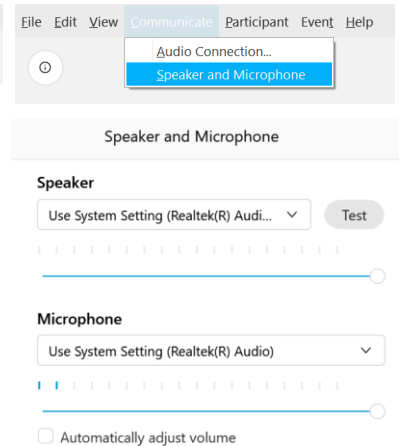 File Edit View Communicate Participant Event Help
Audio Connection...
Speaker and Microphone
Speaker and Microphone
Speaker
Use System Setting (Realtek(R) Audi... Test
Microphone
Use System Setting (Realtek(R) Audio)
Automatically adjust volume